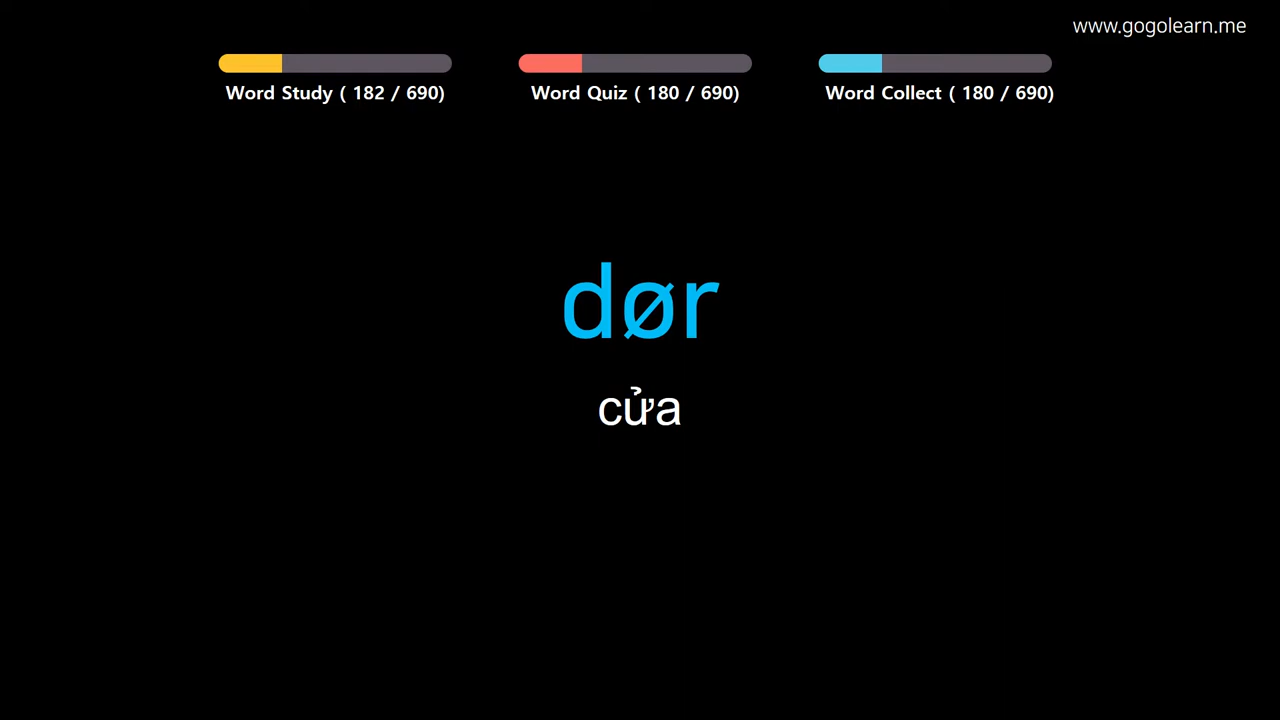 www.gogolearn.me
Word Study ( 182 / 690)
Word Quiz ( 180 / 690)
Word Collect ( 180 / 690)
dør
cửa